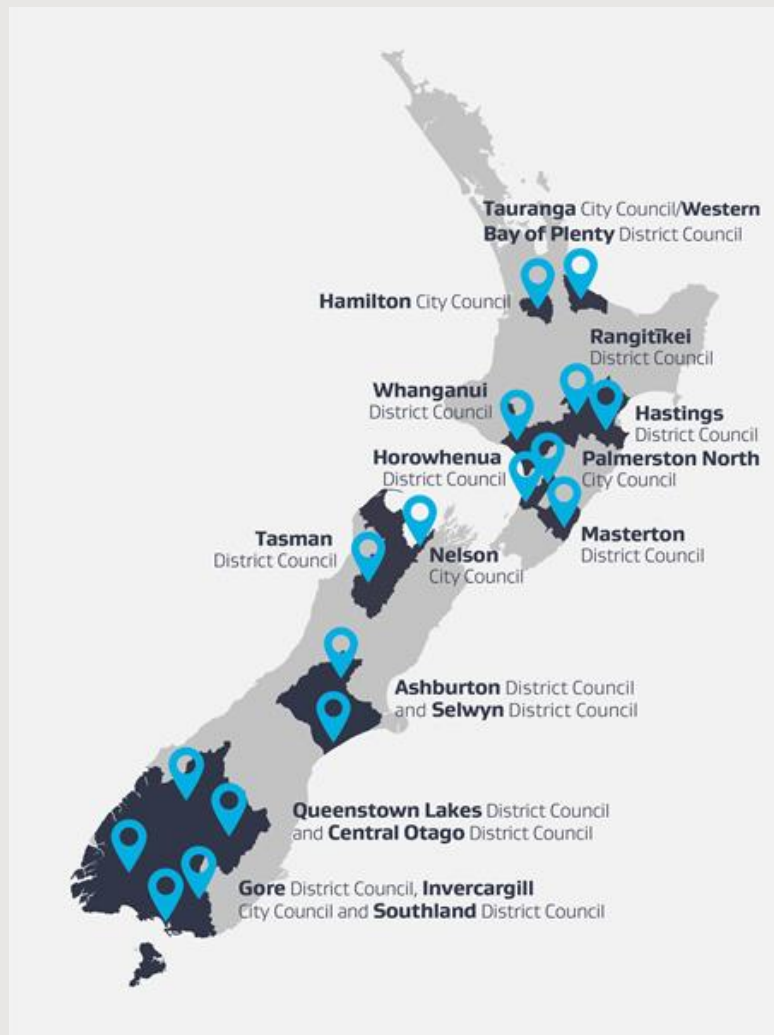 Tauranga City Council/Western
Bay of Plenty District Council
Hamilton City Council
Rangitīkei
District Council
Whanganui
District Council
Hastings
District Council
Horowhenua
District Council
Palmerston North
City Council
Tasman
District Council
Nelson
City Council
Masterton
District Council
Ashburton District Council
and Selwyn District Council
Queenstown Lakes District Council
and Central Otago District Council
Gore District Council, Invercargill
City Council and Southland District Council